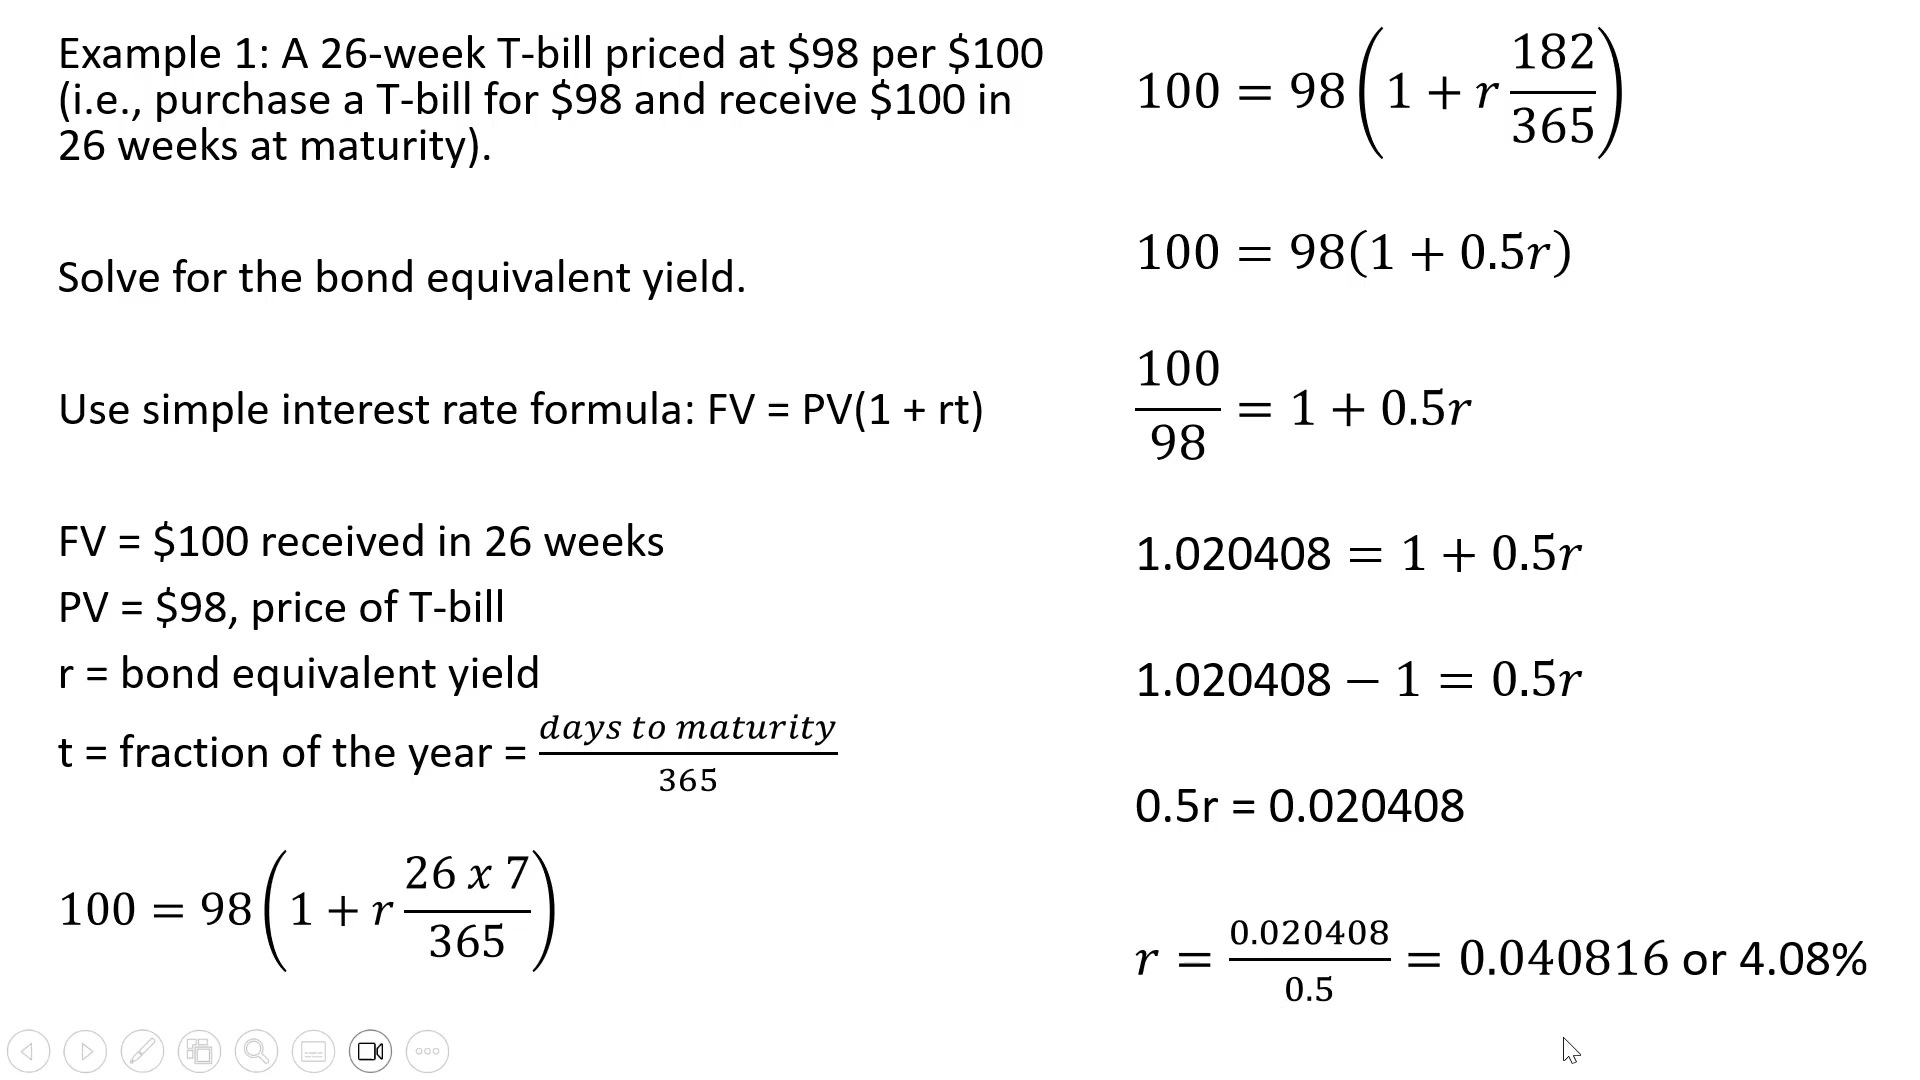 Example 1: A 26-week T-bill priced at $98 per $100
(i.e., purchase a T-bill for $98 and receive $100 in
26 weeks at maturity).
Solve for the bond equivalent yield.
Use simple interest rate formula: FV = PV(1 + rt)
FV = $100 received in 26 weeks
PV = $98, price of T-bill
r = bond equivalent yield
t = fraction of the year = \frac{days to maturity}{365}
100 = 98(1 + r \frac{26 x 7}{365})
100 = 98(1 + r \frac{182}{365})
100 = 98(1 + 0.5r)
\frac{100}{98} = 1 + 0.5r
1.020408 = 1 + 0.5r
1.020408 − 1 = 0.5r
0.5r = 0.020408
r = \frac{0.020408}{0.5} = 0.040816 or 4.08%